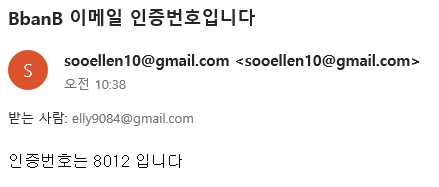 BbanB 이메일 인증번호입니다
S
sooellen10@gmail.com <sooellen10@gmail.com>
오전 10:38
받는 사람: elly9084@gmail.com
인증번호는 8012 입니다